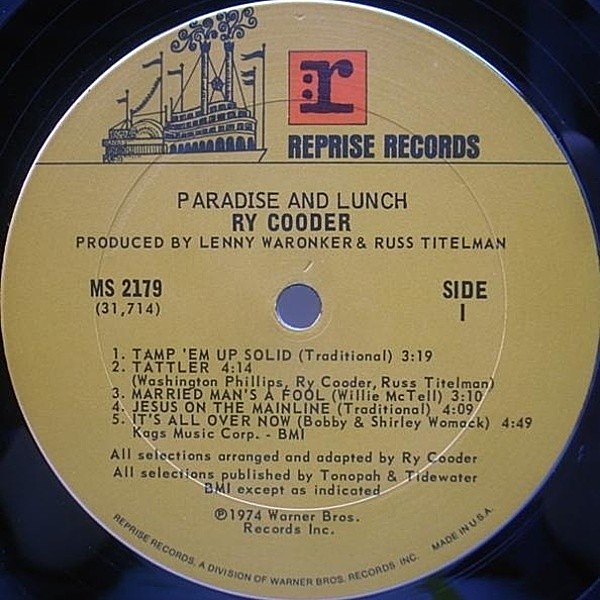 r
REPRISE RECORDS
PARADISE AND LUNCH
RY COODER
PRODUCED BY LENNY WARONKER & RUSS TITELMAN
MS 2179
(31,714)
SIDE
1
1. TAMP 'EM UP SOLID (Traditional) 3:19
2. TATTLER 4:14
(Washington Phillips, Ry Cooder, Russ Titelman)
3. MARRIED MAN'S A FOOL (Willie McTell) 3:10
4. JESUS ON THE MAINLINE (Traditional) 4:09
5. IT'S ALL OVER NOW (Bobby & Shirley Womack) 4:49
Kags Music Corp. - BMI
All selections arranged and adapted by Ry Cooder
All selections published by Tonopah & Tidewater
BMI except as indicated
℗1974 Warner Bros.
Records Inc.
REPRISE RECORDS, A DIVISION OF WARNER BROS. RECORDS INC. MADE IN U.S.A.